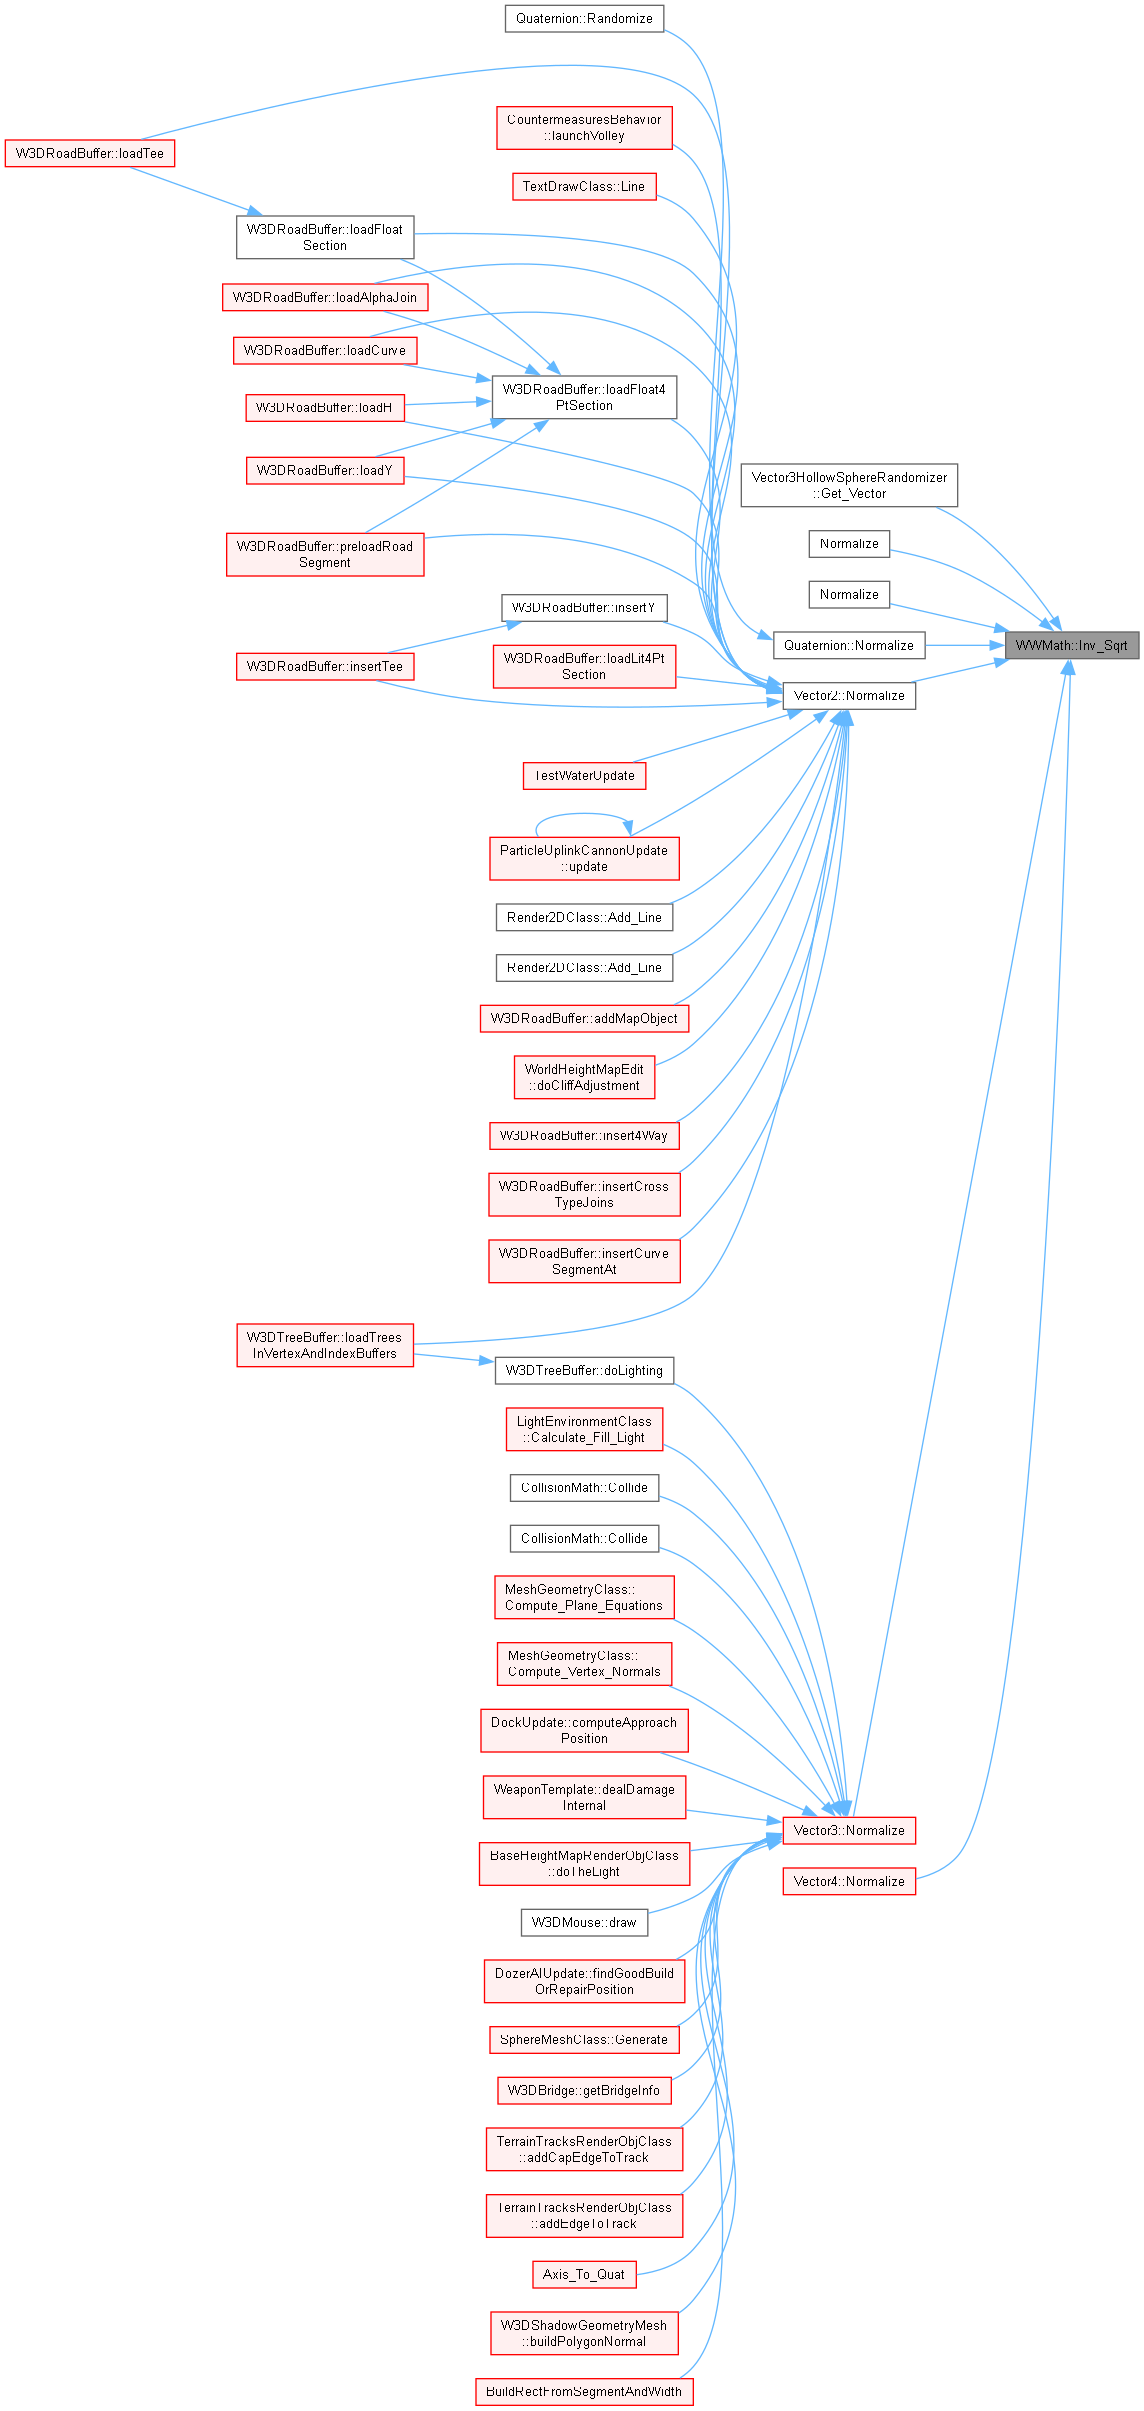 Quaternion::Randomize
CountermeasuresBehavior
::launchVolley
W3DRoadBuffer::loadTee
TextDrawClass::Line
W3DRoadBuffer::loadFloat
Section
W3DRoadBuffer::loadAlphaJoin
W3DRoadBuffer::loadCurve
W3DRoadBuffer::loadFloat4
PtSection
W3DRoadBuffer::loadH
W3DRoadBuffer::loadY
Vector3HollowSphereRandomizer
::Get_Vector
W3DRoadBuffer::preloadRoad
Segment
Normalize
Normalize
W3DRoadBuffer::insertY
Quaternion::Normalize
WWMath::Inv_Sqrt
W3DRoadBuffer::insertTee
W3DRoadBuffer::loadLit4Pt
Section
Vector2::Normalize
TestWaterUpdate
ParticleUplinkCannonUpdate
::update
Render2DClass::Add_Line
Render2DClass::Add_Line
W3DRoadBuffer::addMapObject
WorldHeightMapEdit
::doCliffAdjustment
W3DRoadBuffer::insert4Way
W3DRoadBuffer::insertCross
TypeJoins
W3DRoadBuffer::insertCurve
SegmentAt
W3DTreeBuffer::loadTrees
InVertexAndIndexBuffers
W3DTreeBuffer::doLighting
LightEnvironmentClass
::Calculate_Fill_Light
CollisionMath::Collide
CollisionMath::Collide
MeshGeometryClass::
Compute_Plane_Equations
MeshGeometryClass::
Compute_Vertex_Normals
DockUpdate::computeApproach
Position
WeaponTemplate::dealDamage
Internal
Vector3::Normalize
BaseHeightMapRenderObjClass
::doTheLight
Vector4::Normalize
W3DMouse::draw
DozerAIUpdate::findGoodBuild
OrRepairPosition
SphereMeshClass::Generate
W3DBridge::getBridgeInfo
TerrainTracksRenderObjClass
::addCapEdgeToTrack
TerrainTracksRenderObjClass
::addEdgeToTrack
Axis_To_Quat
W3DShadowGeometryMesh
::buildPolygonNormal
BuildRectFromSegmentAndWidth